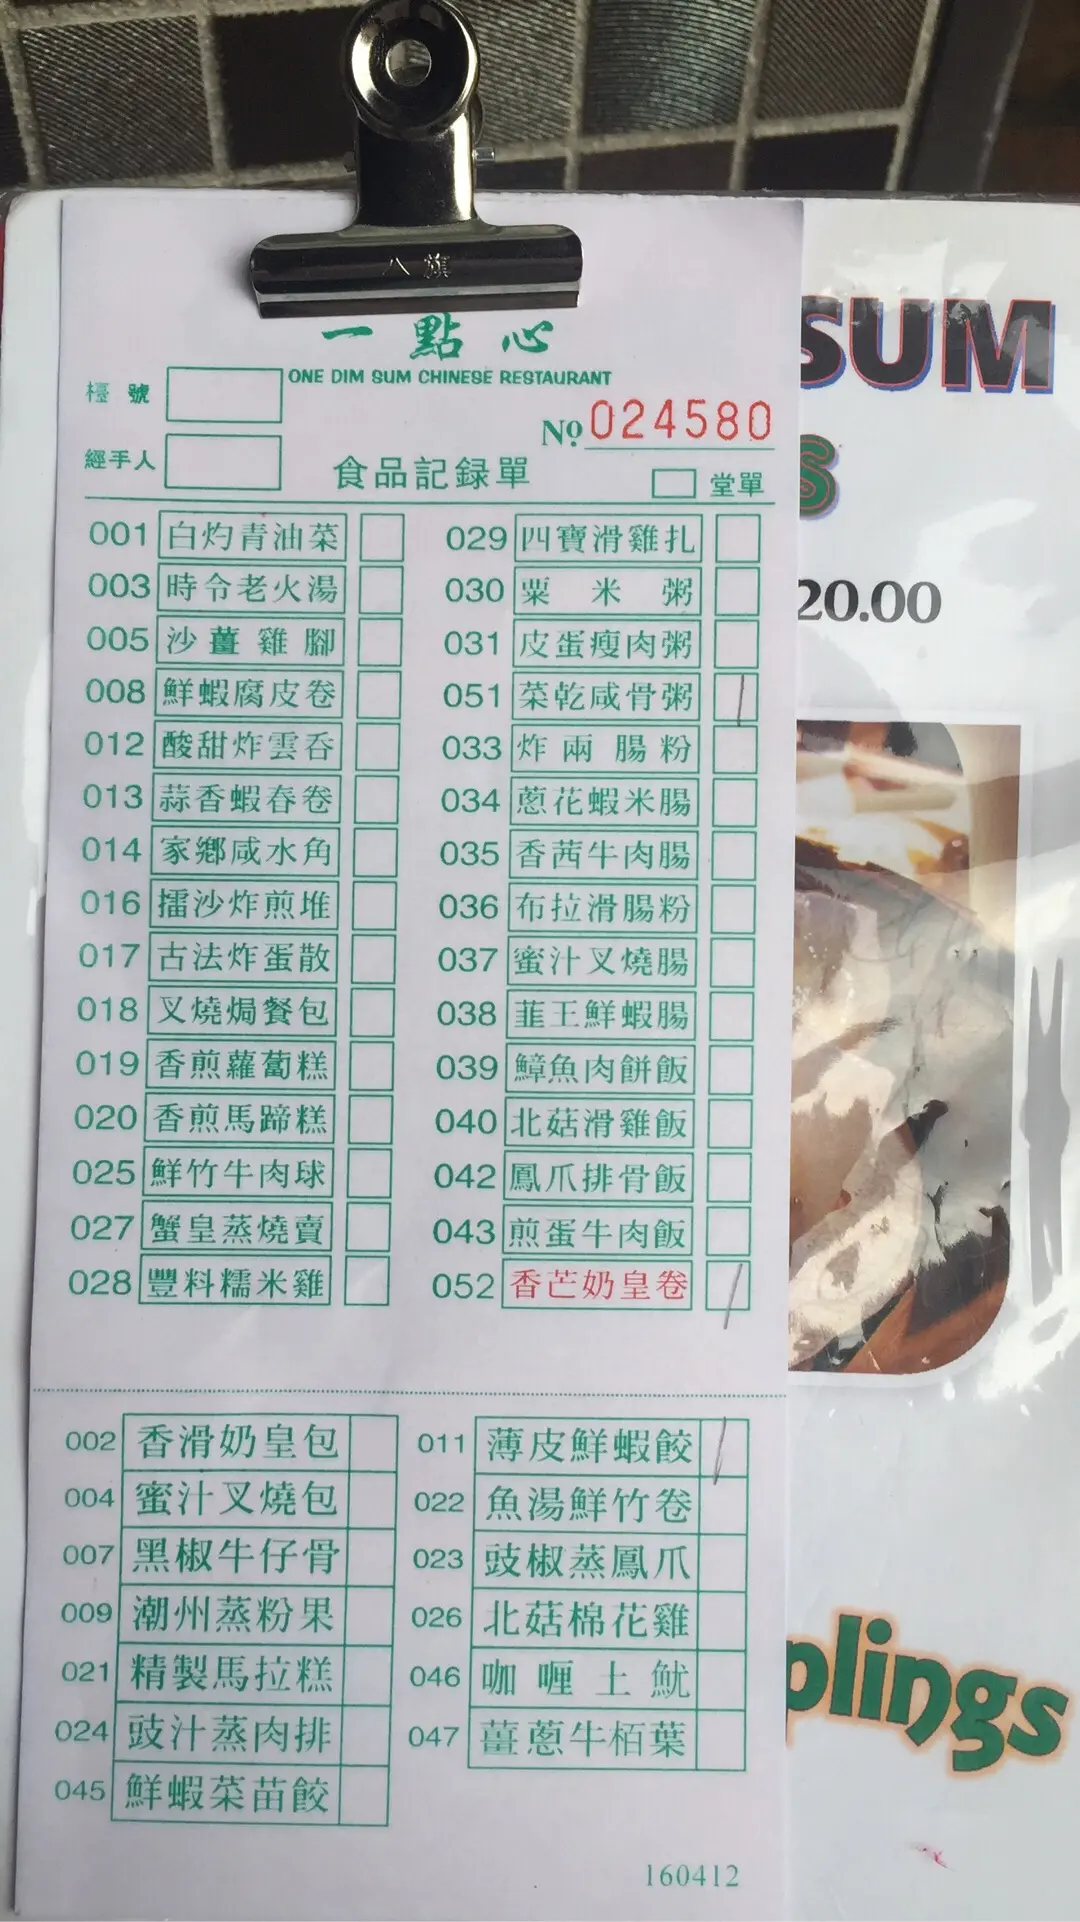 八旗
一點心
ONE DIM SUM CHINESE RESTAURANT
檯號
No. 024580
經手人
食品記録單
堂單
001 白灼青油菜
003 時令老火湯
005 沙薑雞腳
008 鮮蝦腐皮卷
012 酸甜炸雲吞
013 蒜香蝦春卷
014 家鄉咸水角
016 擂沙炸煎堆
017 古法炸蛋散
018 叉燒焗餐包
019 香煎蘿蔔糕
020 香煎馬蹄糕
025 鮮竹牛肉球
027 蟹皇蒸燒賣
028 豐料糯米雞
029 四寶滑雞扎
030 粟米粥
031 皮蛋瘦肉粥
051 菜乾咸骨粥
033 炸兩腸粉
034 蔥花蝦米腸
035 香茜牛肉腸
036 布拉滑腸粉
037 蜜汁叉燒腸
038 韮王鮮蝦腸
039 鱆魚肉餅飯
040 北菇滑雞飯
042 鳳爪排骨飯
043 煎蛋牛肉飯
052 香芒奶皇卷
002 香滑奶皇包
004 蜜汁叉燒包
007 黑椒牛仔骨
009 潮州蒸粉果
021 精製馬拉糕
024 豉汁蒸肉排
045 鮮蝦菜苗餃
011 薄皮鮮蝦餃
022 魚湯鮮竹卷
023 豉椒蒸鳳爪
026 北菇棉花雞
046 咖喱土魷
047 薑蔥牛栢葉
160412
SUM
s
20.00
plings